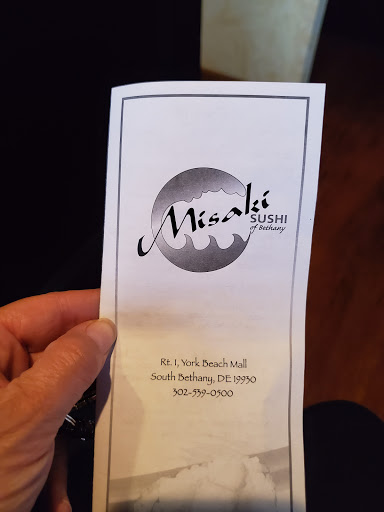 Misaki
SUSHI
of Bethany
Rt. 1, York Beach Mall
South Bethany, DE 19930
302-539-0500